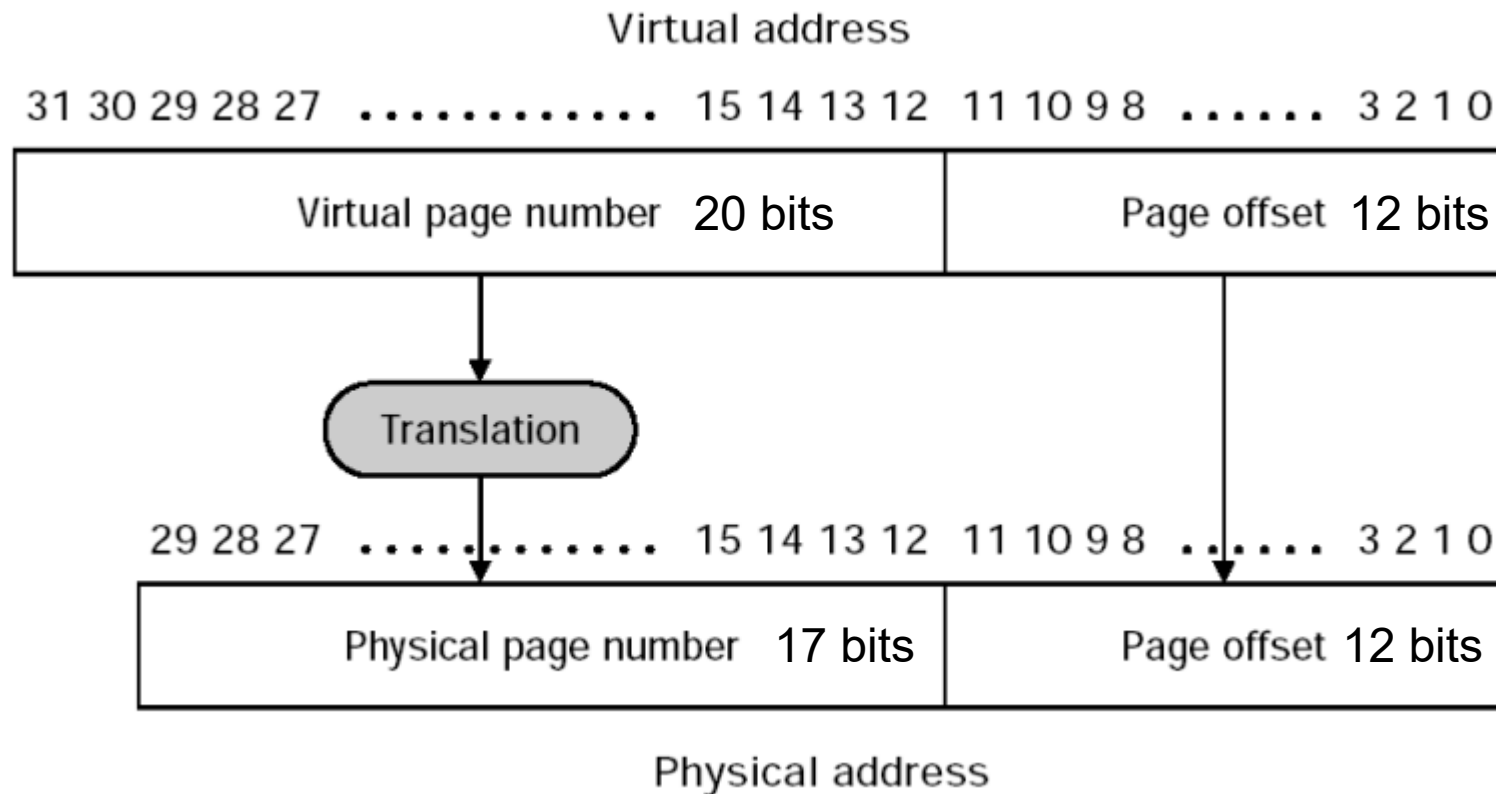 Virtual address
31 30 29 28 27 ............ 15 14 13 12 11 10 9 8 ...... 3 2 1 0
Virtual page number 20 bits Page offset 12 bits
Translation
29 28 27 ............ 15 14 13 12 11 10 9 8 ...... 3 2 1 0
Physical page number 17 bits Page offset 12 bits
Physical address